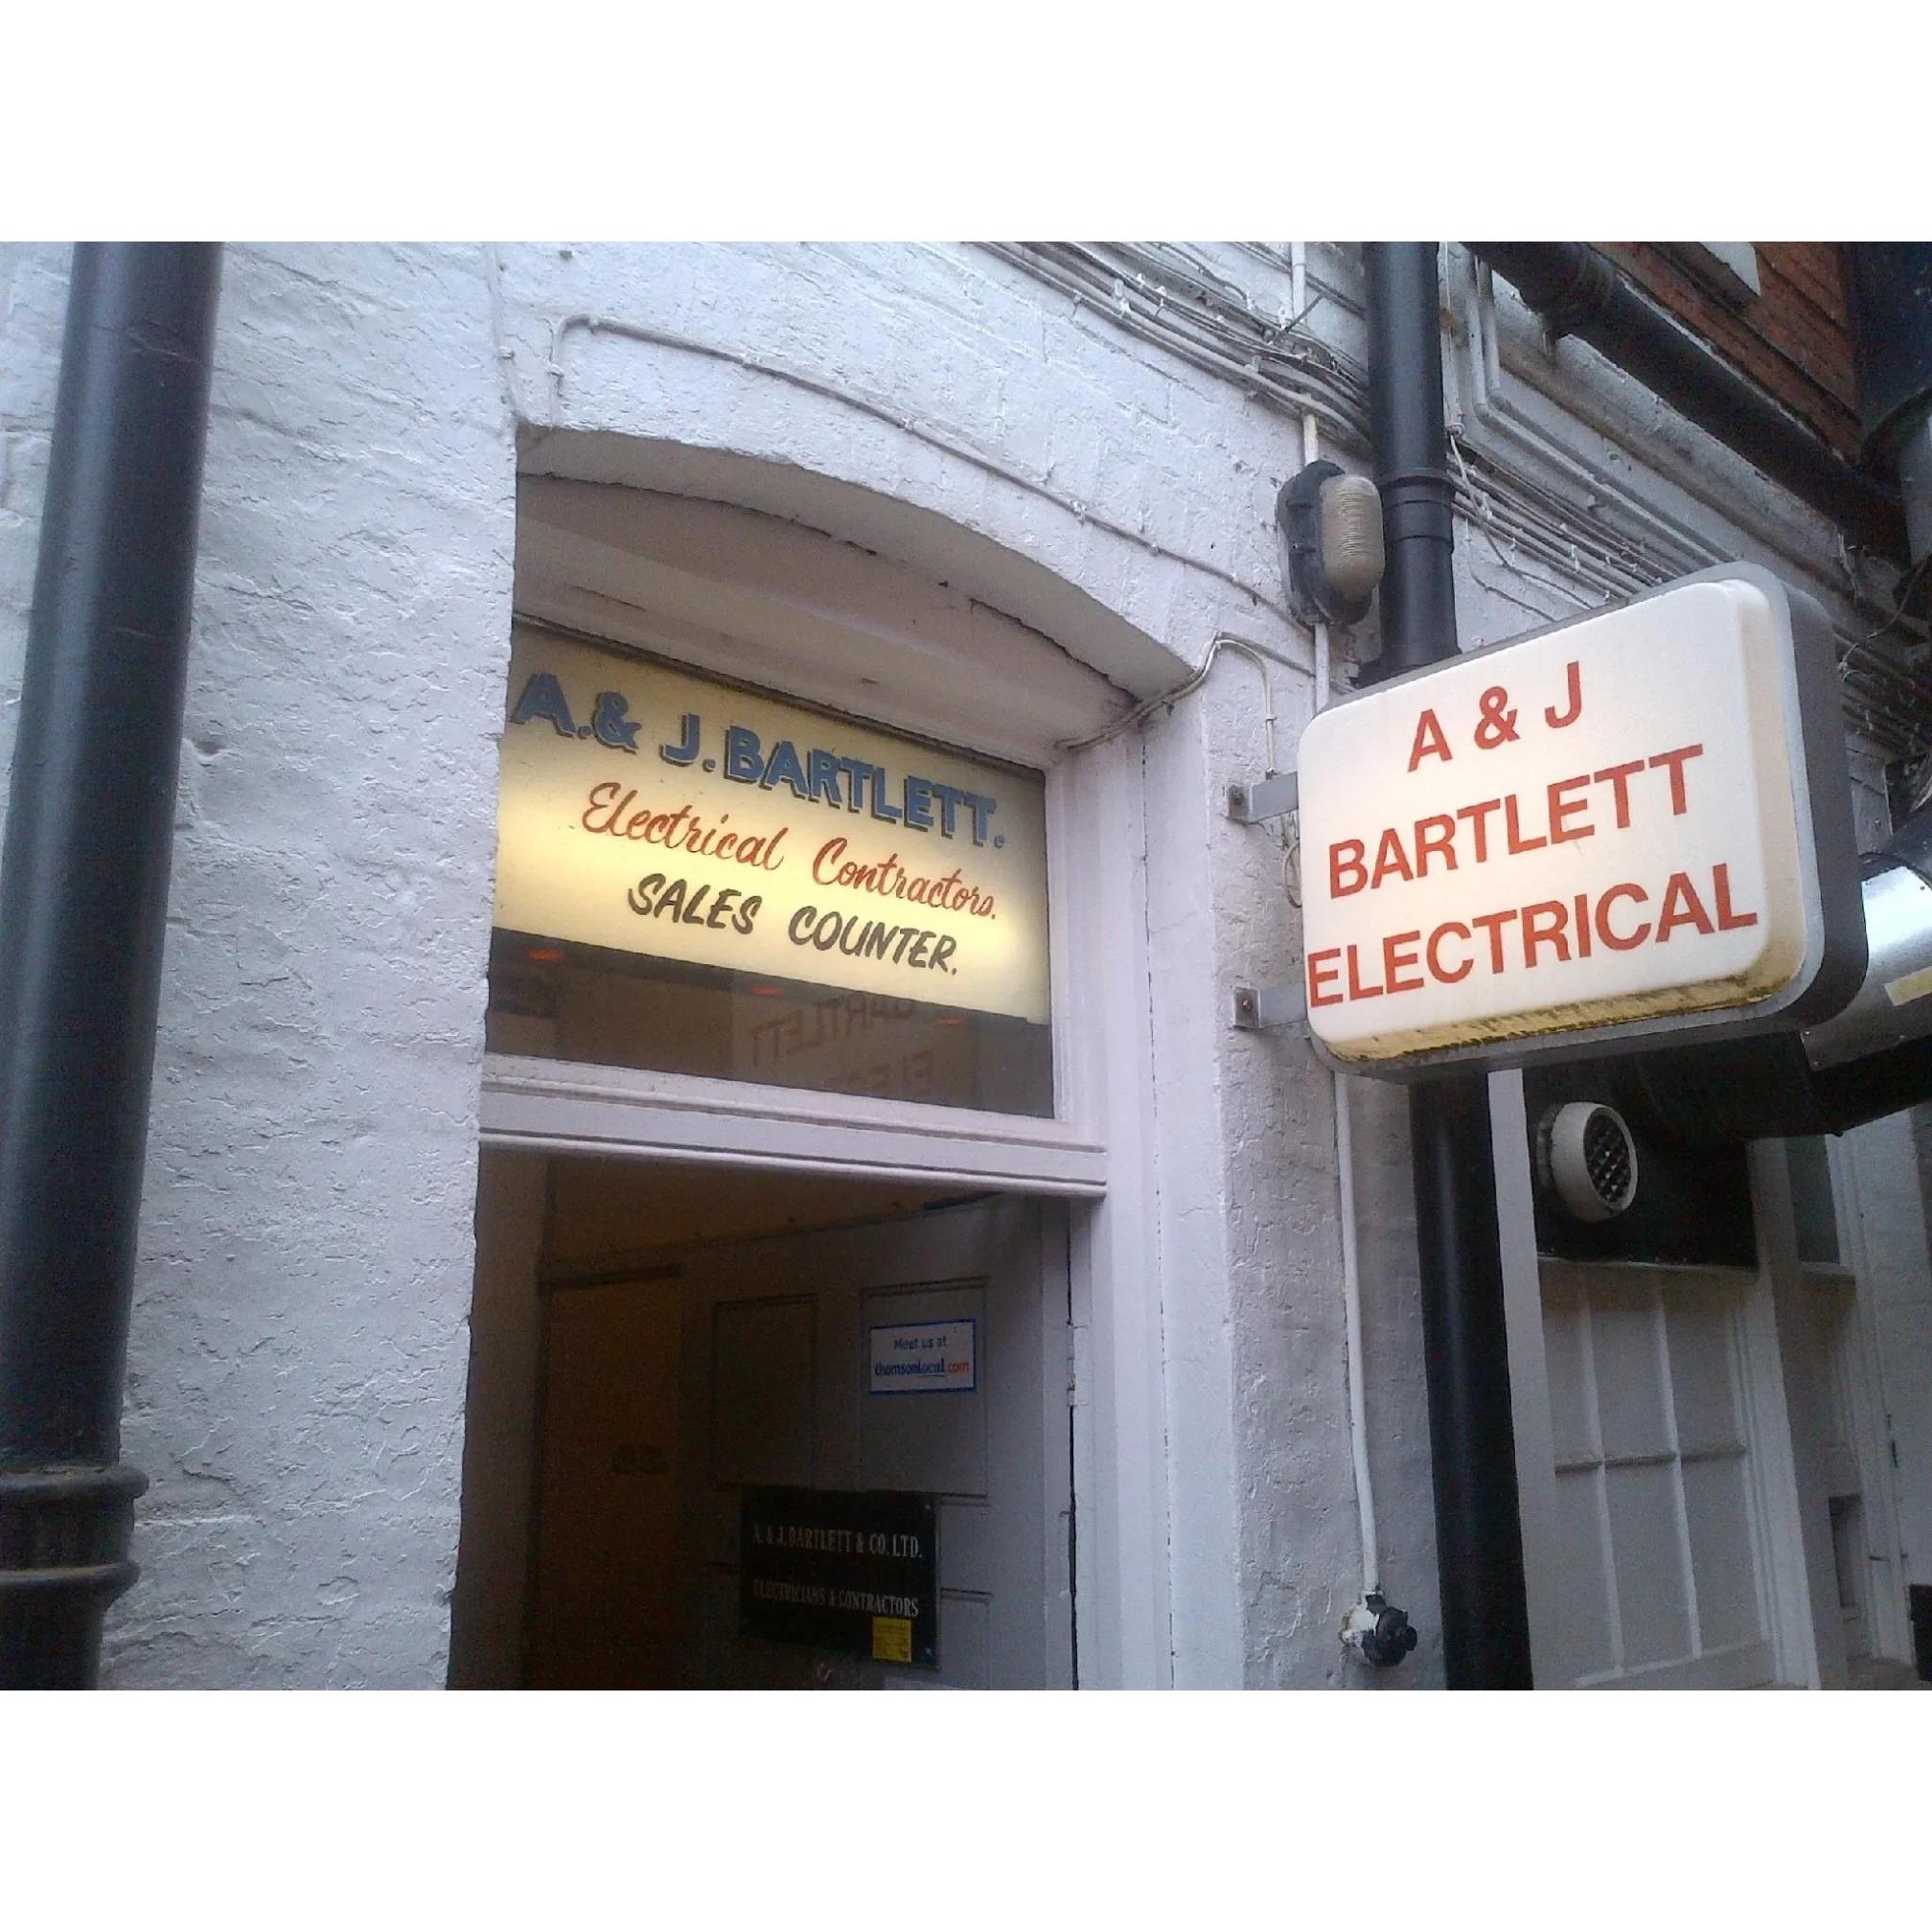 A. & J. BARTLETT.
Electrical Contractors.
SALES COUNTER.
A & J
BARTLETT
ELECTRICAL
Meet us at
thomsonlocal.com
A. & J. BARTLETT & CO. LTD.
ELECTRICIANS & CONTRACTORS